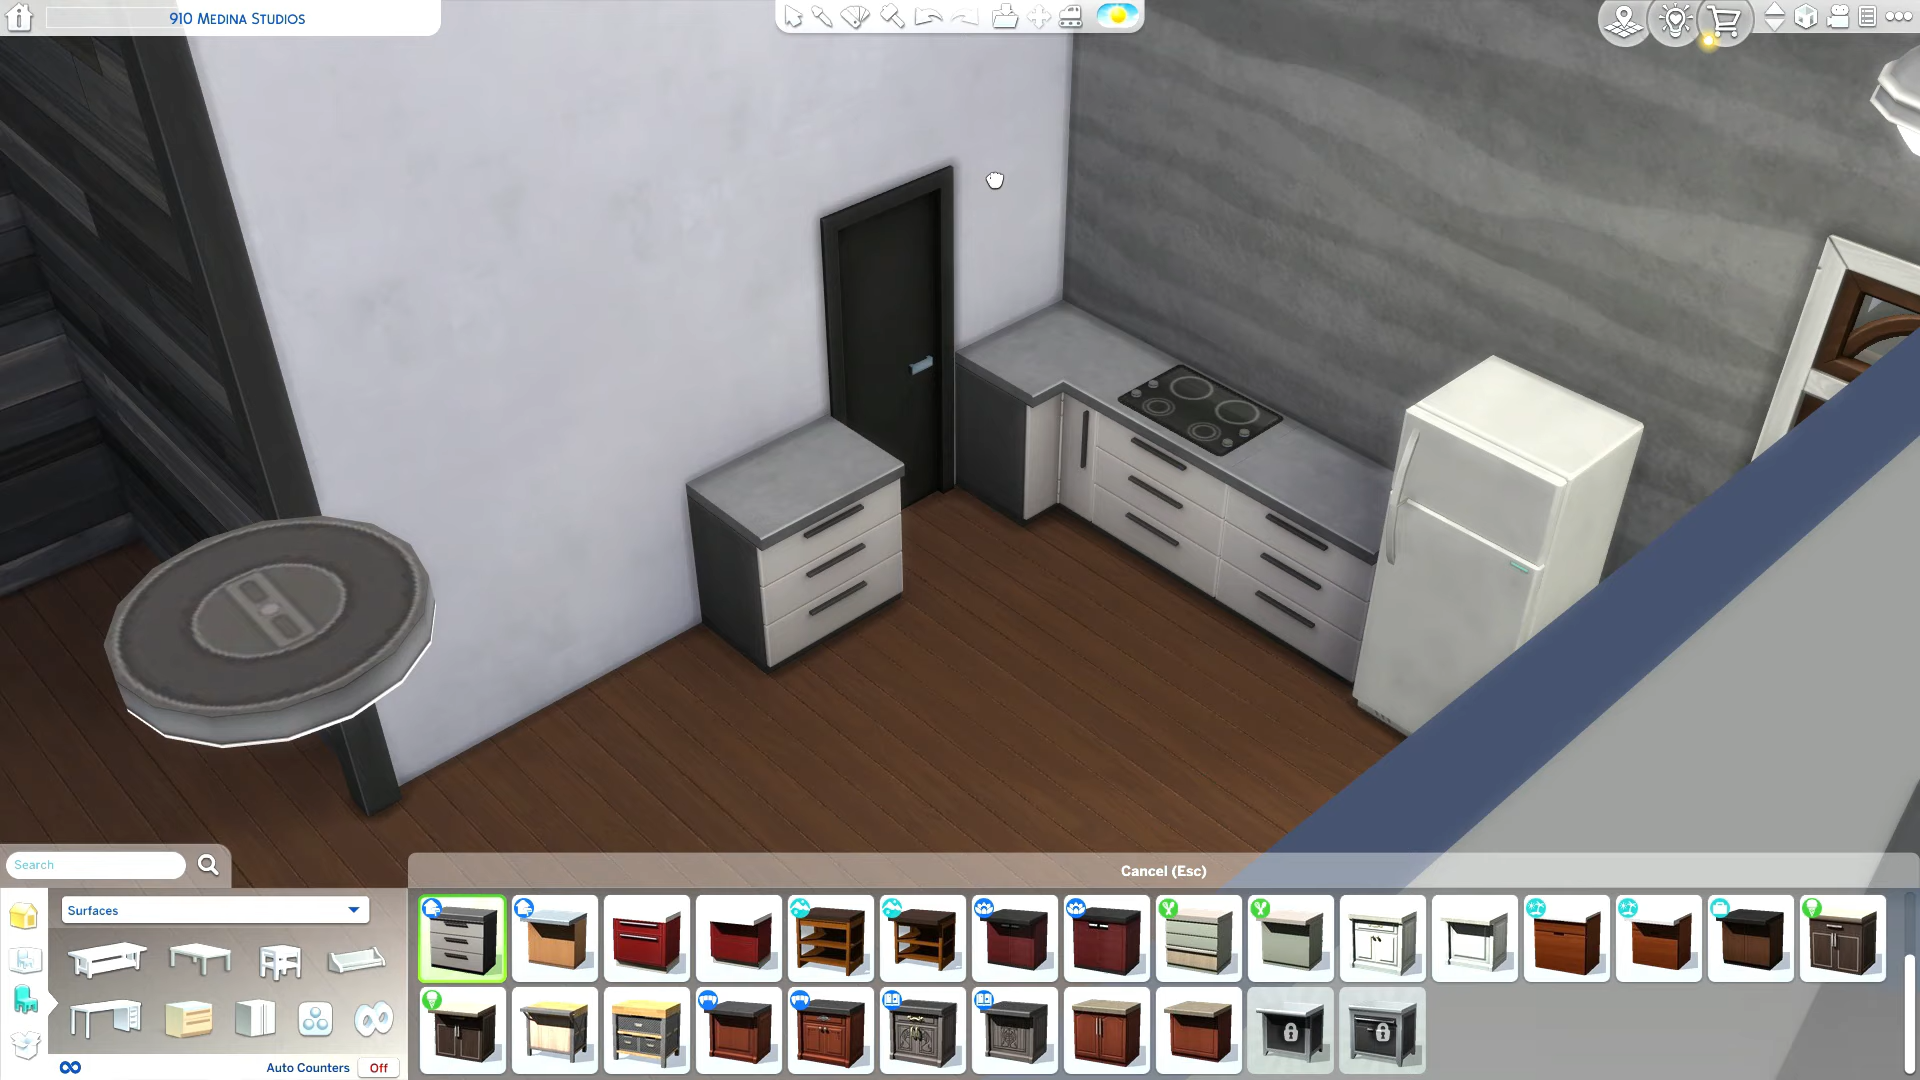 910 Medina Studios
Cancel (Esc)
Search
Surfaces
Auto Counters Off